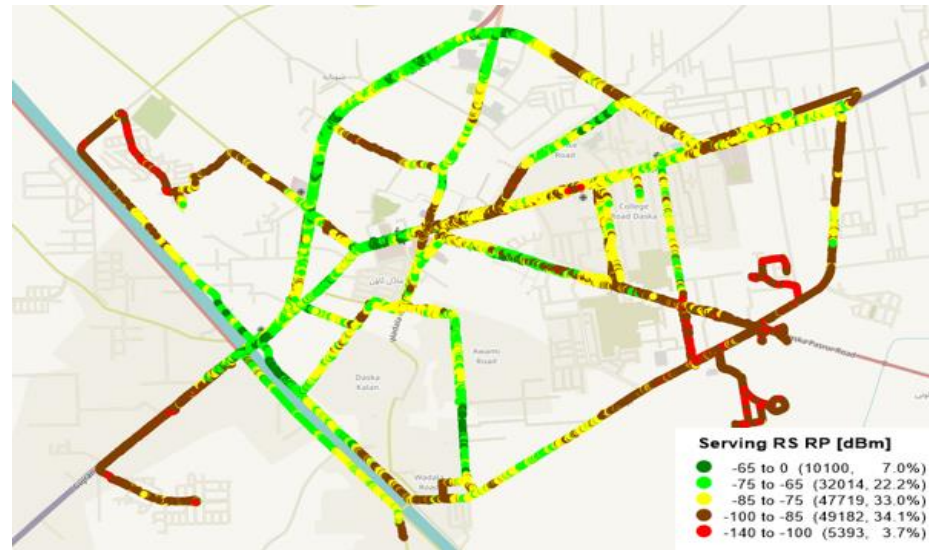 Road
College
Road Daska
Awami
Road
Daska
Kalan
Wadala
Road
Serving RS RP [dBm]
-65 to 0 (10100, 7.0%)
-75 to -65 (32014, 22.2%)
-85 to -75 (47719, 33.0%)
-100 to -85 (49182, 34.1%)
-140 to -100 (5393, 3.7%)